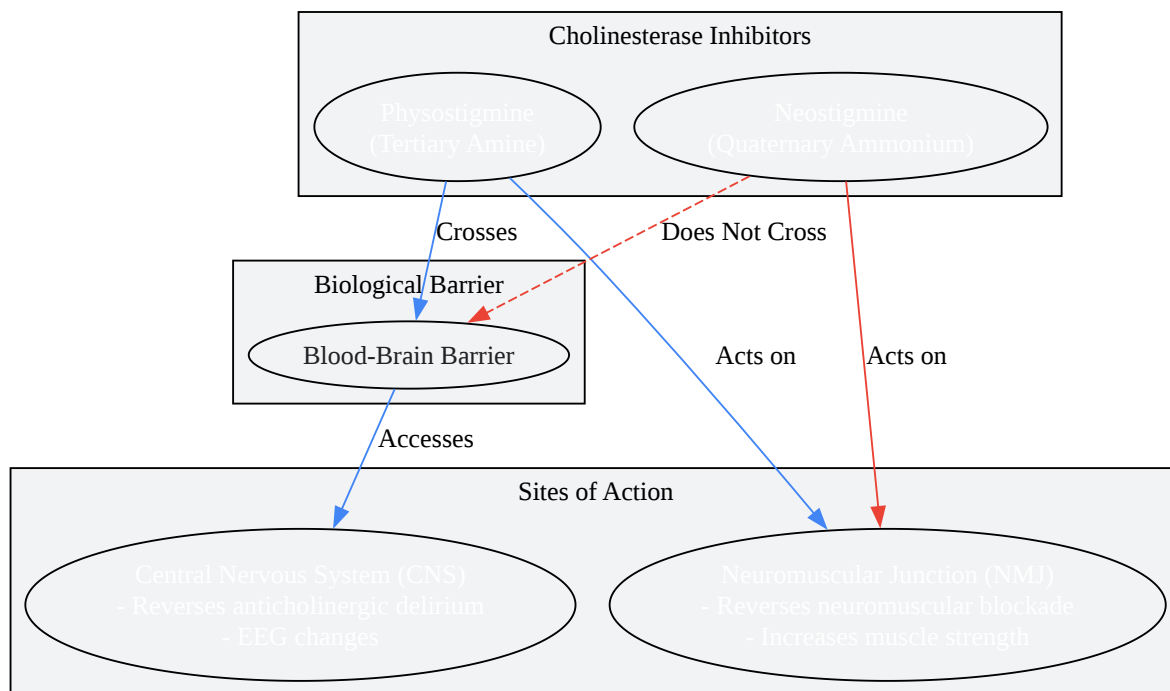 Cholinesterase Inhibitors
Physostigmine
(Tertiary Amine)
Neostigmine
(Quaternary Ammonium)
Crosses
Does Not Cross
Biological Barrier
Blood-Brain Barrier
Acts on
Acts on
Accesses
Sites of Action
Central Nervous System (CNS)
- Reverses anticholinergic delirium
- EEG changes
Neuromuscular Junction (NMJ)
- Reverses neuromuscular blockade
- Increases muscle strength